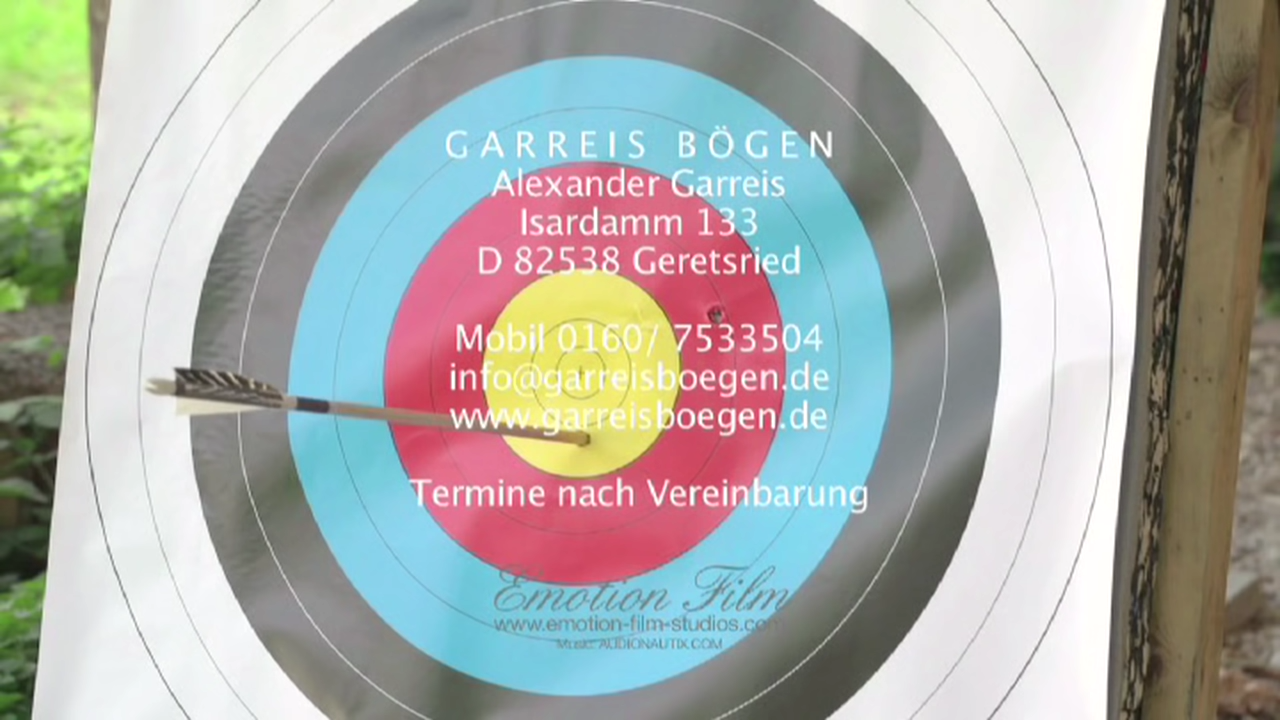 GARREIS BÖGEN
Alexander Garreis
Isardamm 133
D 82538 Geretsried
Mobil 0160/ 7533504
info@garreisboegen.de
www.garreisboegen.de
Termine nach Vereinbarung
Emotion Film
www.emotion-film-studios.com
Music: AUDIONAUTIX.COM